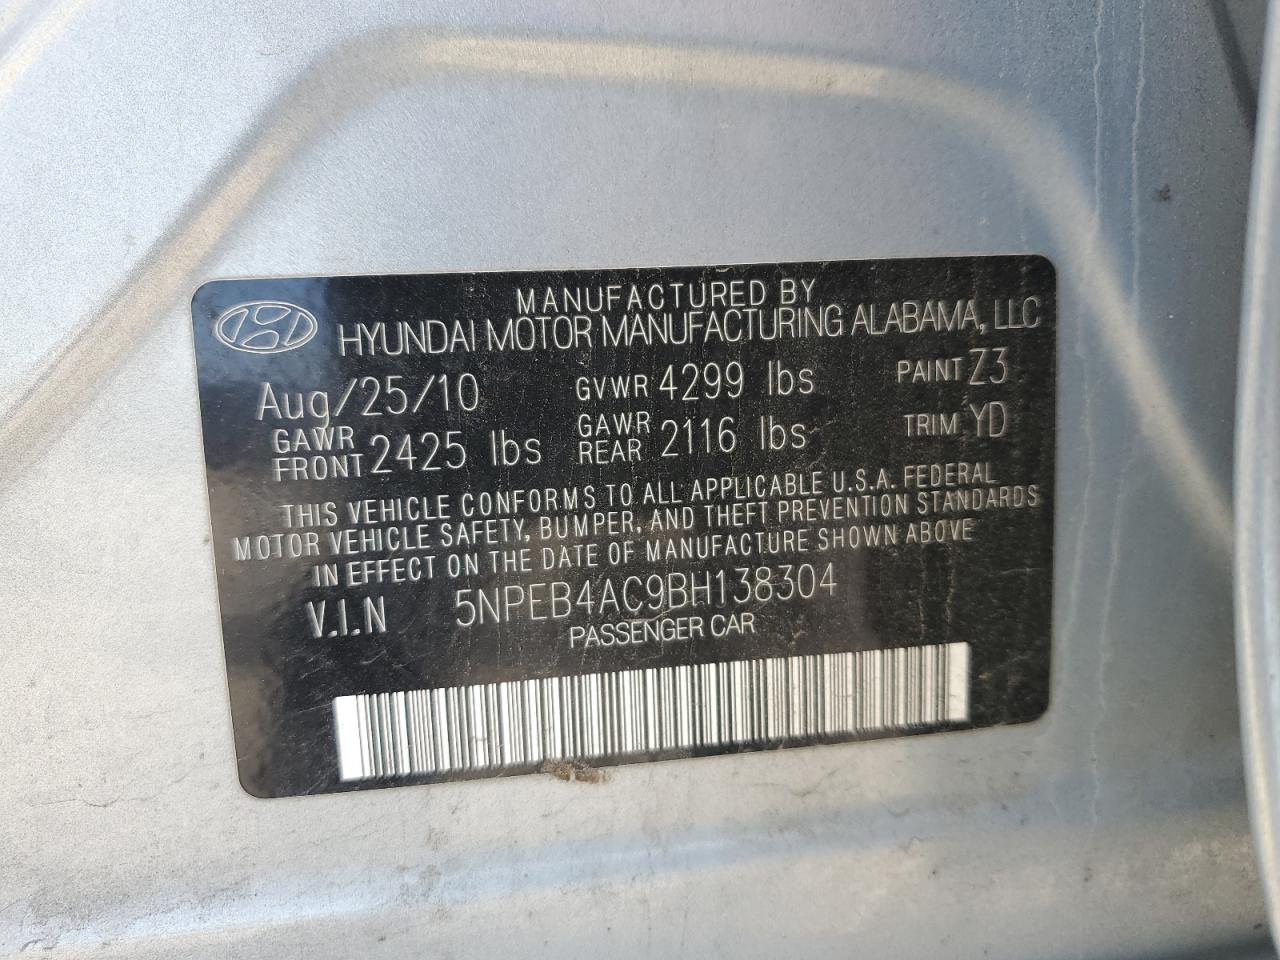 MANUFACTURED BY
HYUNDAI MOTOR MANUFACTURING ALABAMA, LLC
Aug/25/10 GVWR 4299 lbs PAINT Z3
GAWR FRONT 2425 lbs GAWR REAR 2116 lbs TRIM YD
THIS VEHICLE CONFORMS TO ALL APPLICABLE U.S.A. FEDERAL
MOTOR VEHICLE SAFETY, BUMPER, AND THEFT PREVENTION STANDARDS
IN EFFECT ON THE DATE OF MANUFACTURE SHOWN ABOVE
V.I.N 5NPEB4AC9BH138304
PASSENGER CAR